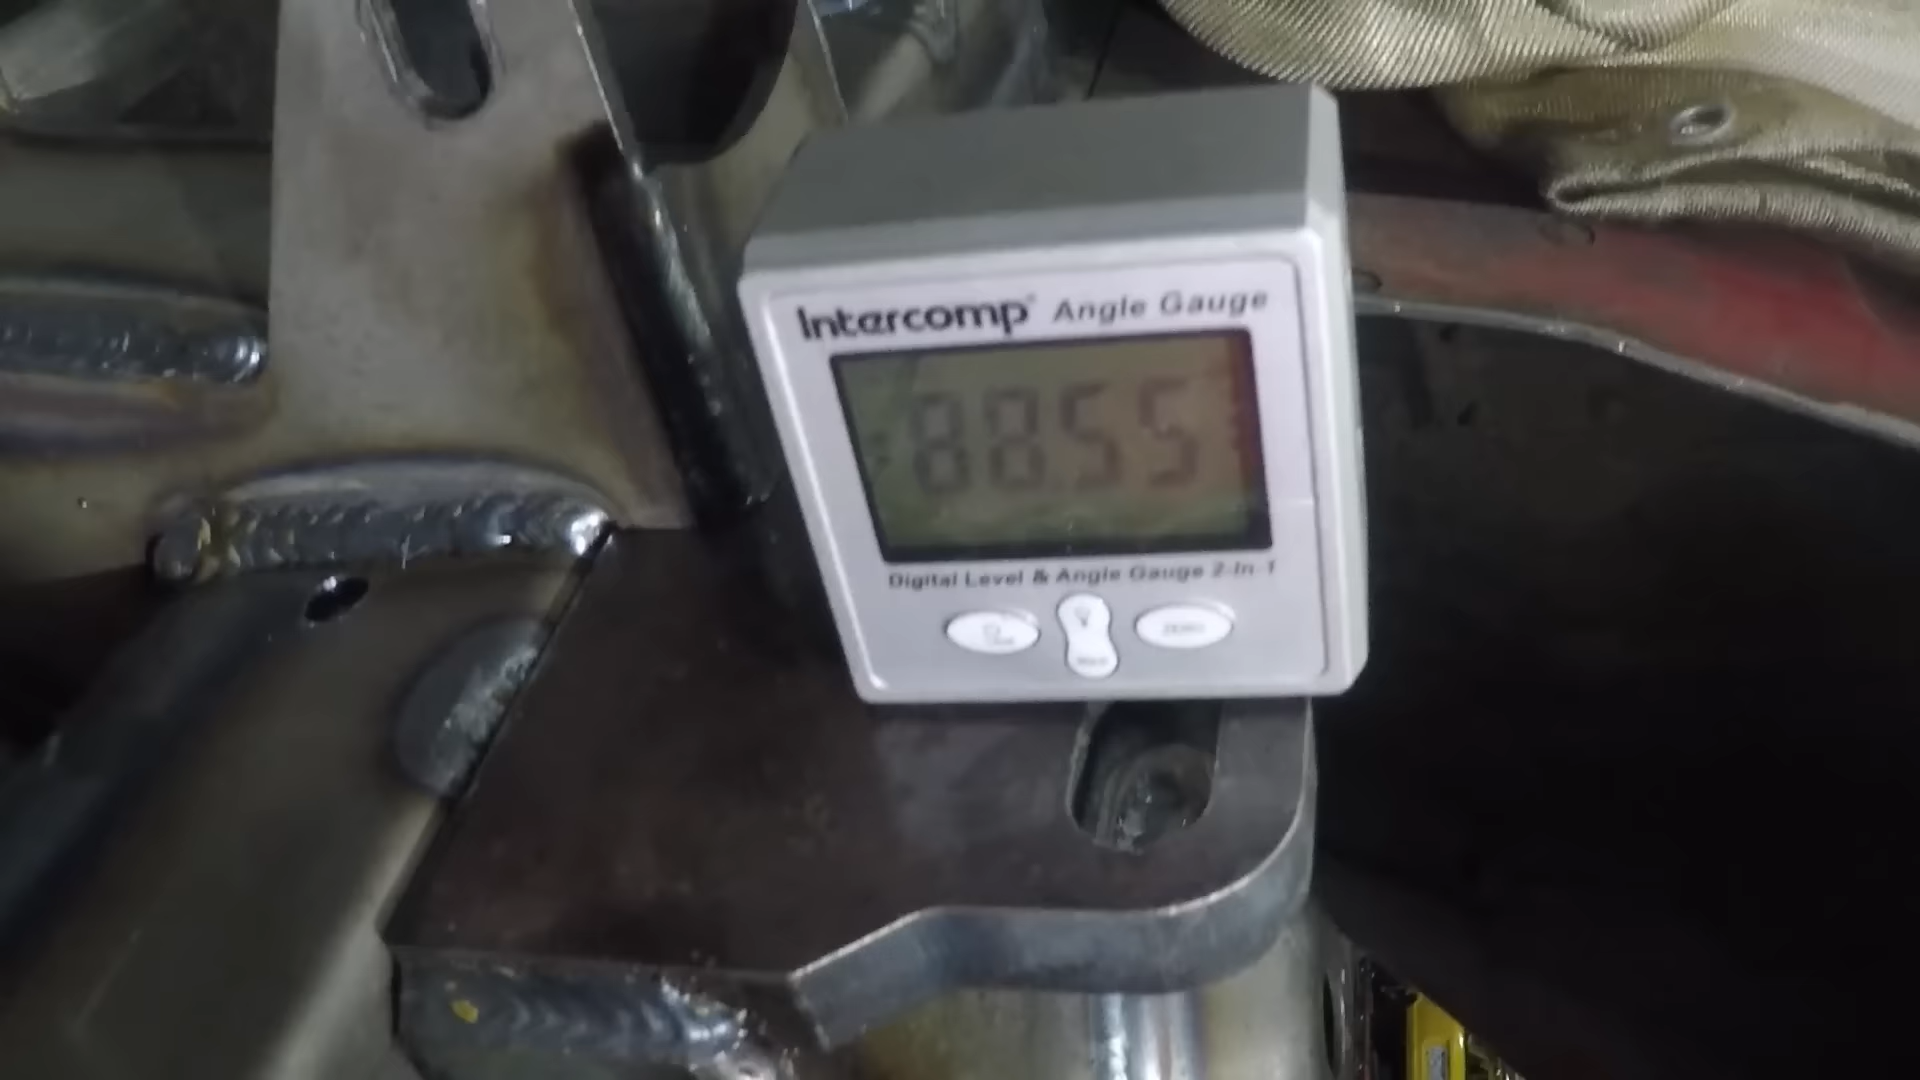 Intercomp® Angle Gauge
88.55
Digital Level & Angle Gauge 2-in-1
ZERO